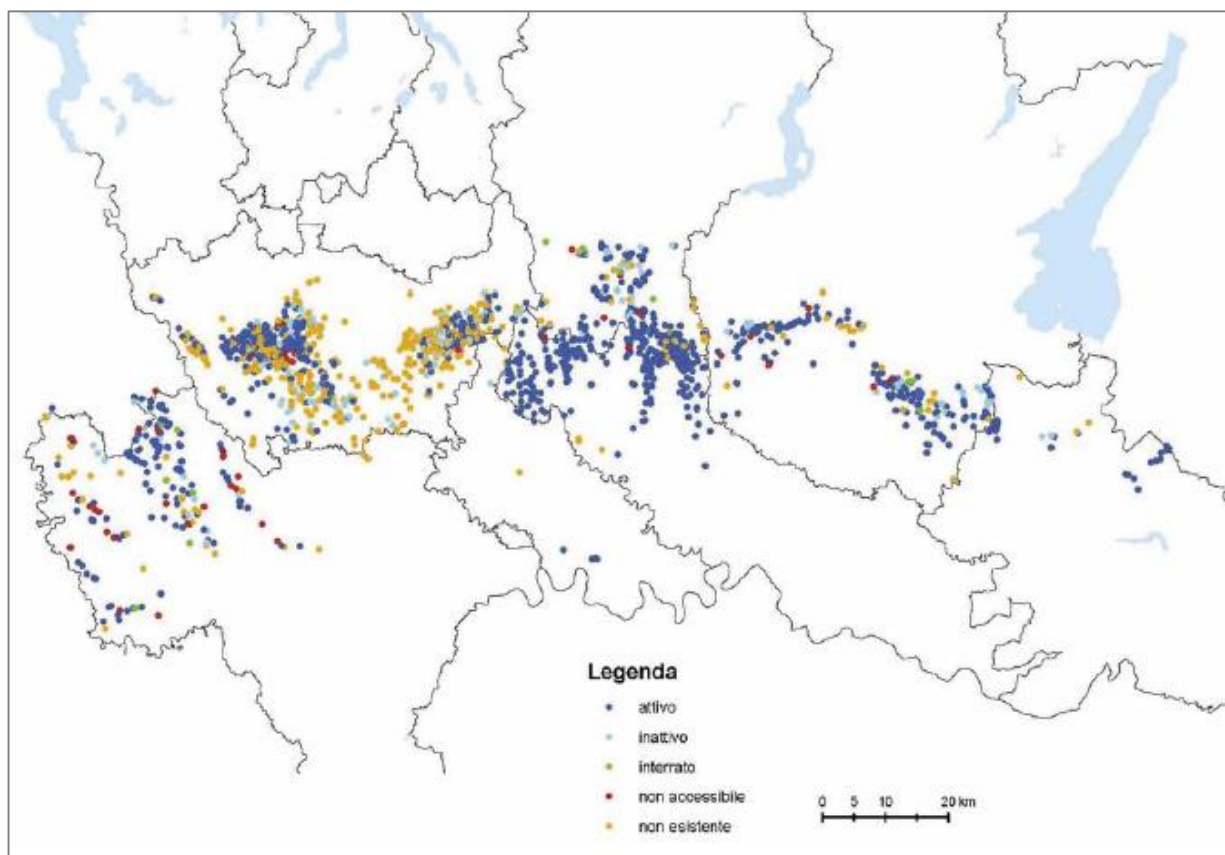 Legenda
attivo
inattivo
interrato
non accessibile
non esistente
0 5 10 20 km